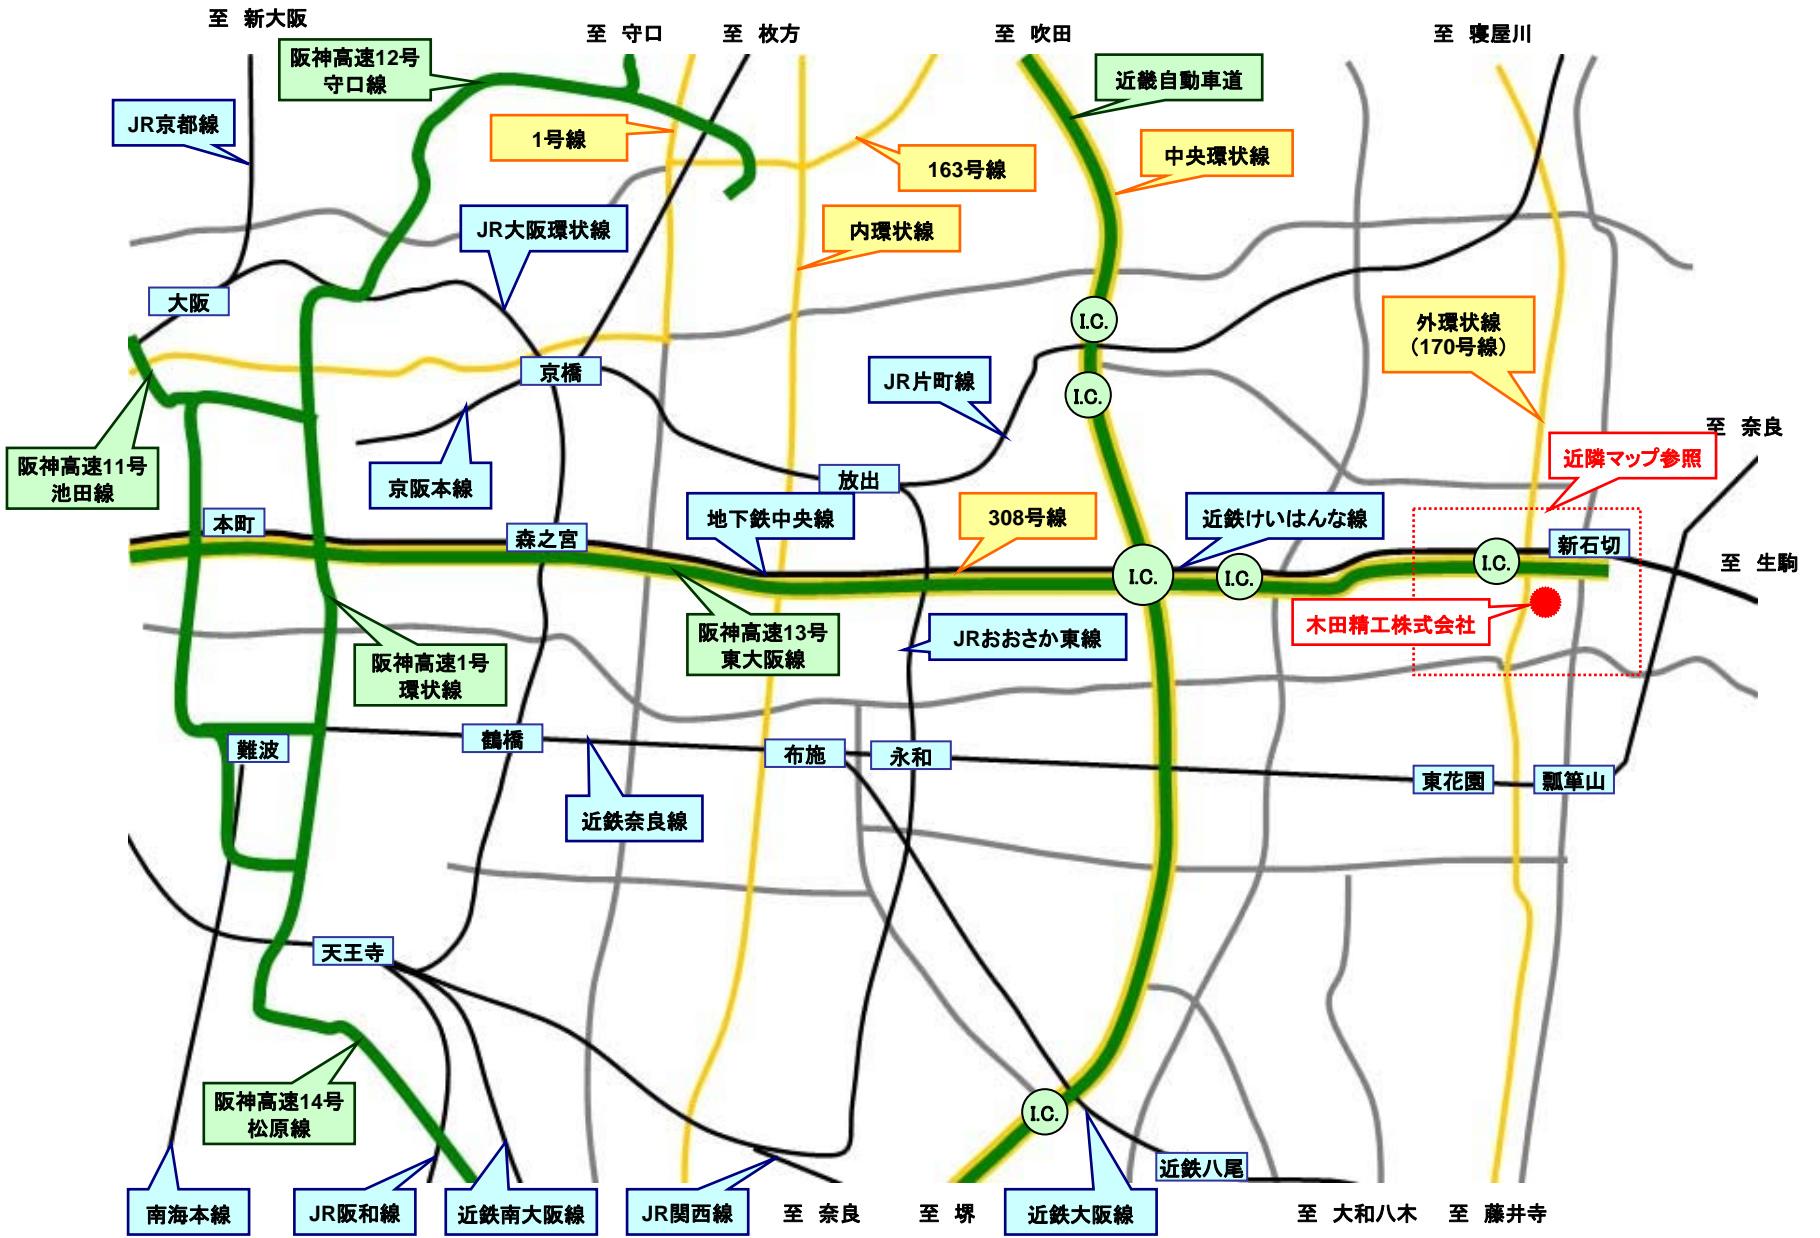 至 新大阪
至 守口
至 枚方
至 吹田
至 寝屋川
阪神高速12号
守口線
近畿自動車道
JR京都線
1号線
163号線
中央環状線
JR大阪環状線
内環状線
大阪
I.C.
外環状線
（170号線）
京橋
JR片町線
I.C.
至 奈良
阪神高速11号
池田線
京阪本線
放出
近隣マップ参照
本町
森之宮
地下鉄中央線
308号線
近鉄けいはんな線
新石切
I.C.
I.C.
I.C.
至 生駒
木田精工株式会社
阪神高速1号
環状線
阪神高速13号
東大阪線
JRおおさか東線
難波
鶴橋
布施
永和
東花園
瓢箪山
近鉄奈良線
天王寺
阪神高速14号
松原線
I.C.
近鉄八尾
南海本線
JR阪和線
近鉄南大阪線
JR関西線
至 奈良
至 堺
近鉄大阪線
至 大和八木
至 藤井寺